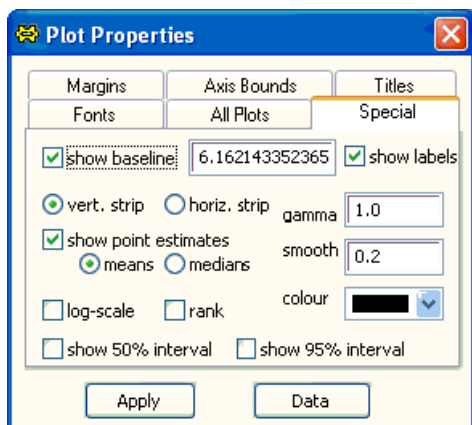 Plot Properties
Margins Axis Bounds Titles
Fonts All Plots Special
show baseline 6.162143352365 show labels
vert. strip horiz. strip gamma 1.0
show point estimates
means medians smooth 0.2
log-scale rank colour
show 50% interval show 95% interval
Apply Data